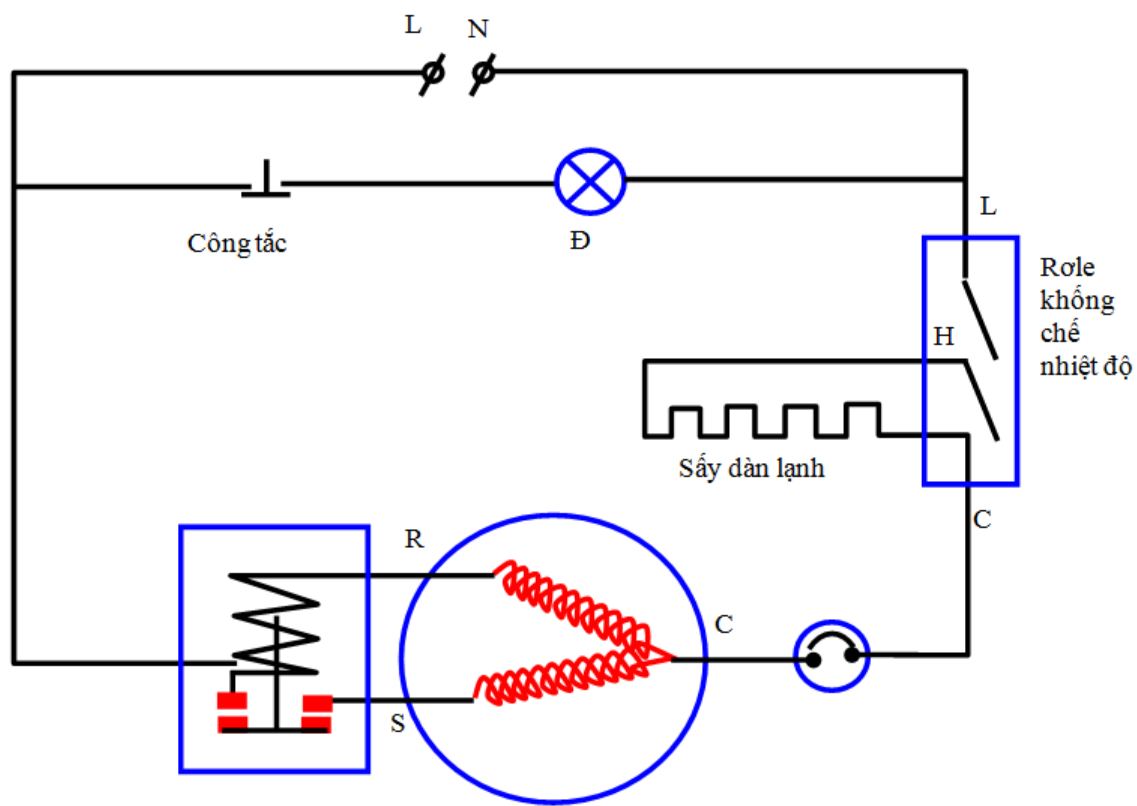 L N
Công tắc
Đ
L
Rơle
khống
chế
nhiệt độ
H
Sấy dàn lạnh
C
R
C
S